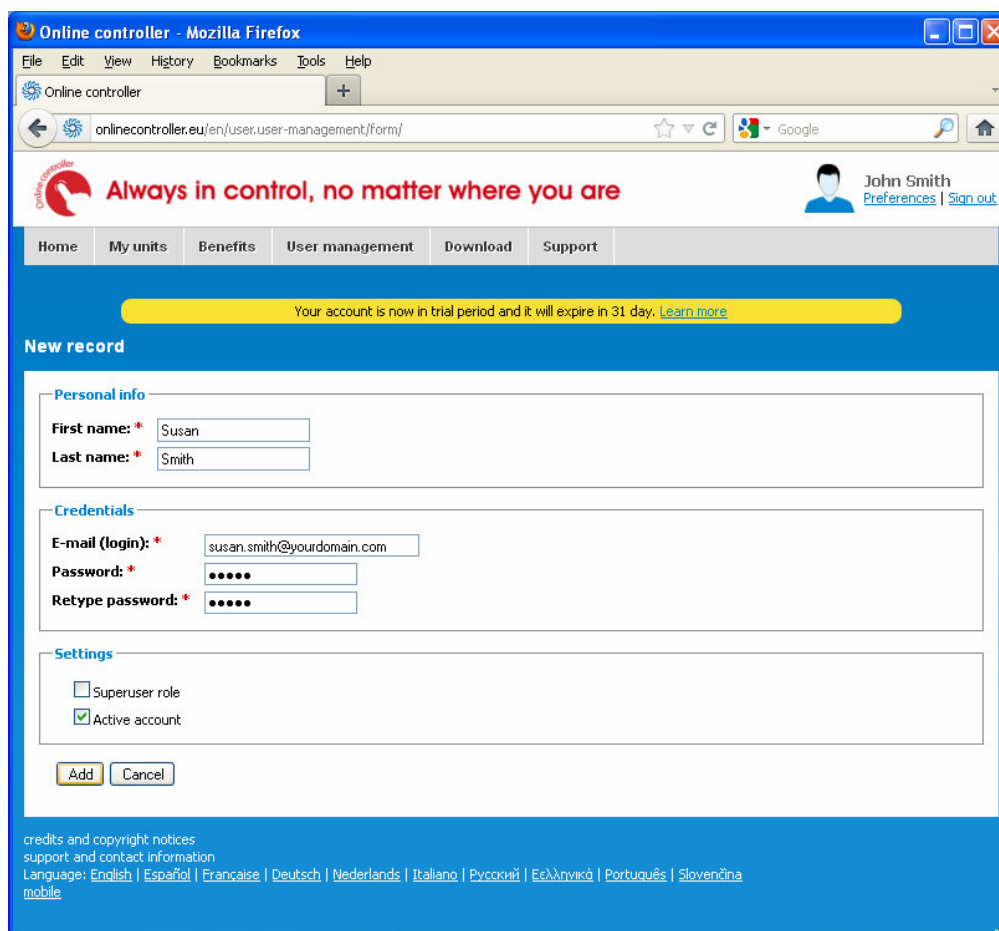 Online controller - Mozilla Firefox
File Edit View History Bookmarks Tools Help
Online controller +
onlinecontroller.eu/en/user.user-management/form/ Google
online controller
Always in control, no matter where you are
John Smith
Preferences | Sign out
Home My units Benefits User management Download Support
Your account is now in trial period and it will expire in 31 day. Learn more
New record
Personal info
First name: * Susan
Last name: * Smith
Credentials
E-mail (login): * susan.smith@yourdomain.com
Password: * •••••
Retype password: * •••••
Settings
Superuser role
Active account
Add Cancel
credits and copyright notices
support and contact information
Language: English | Español | Française | Deutsch | Nederlands | Italiano | Русский | Εελληνικά | Português | Slovenčina
mobile